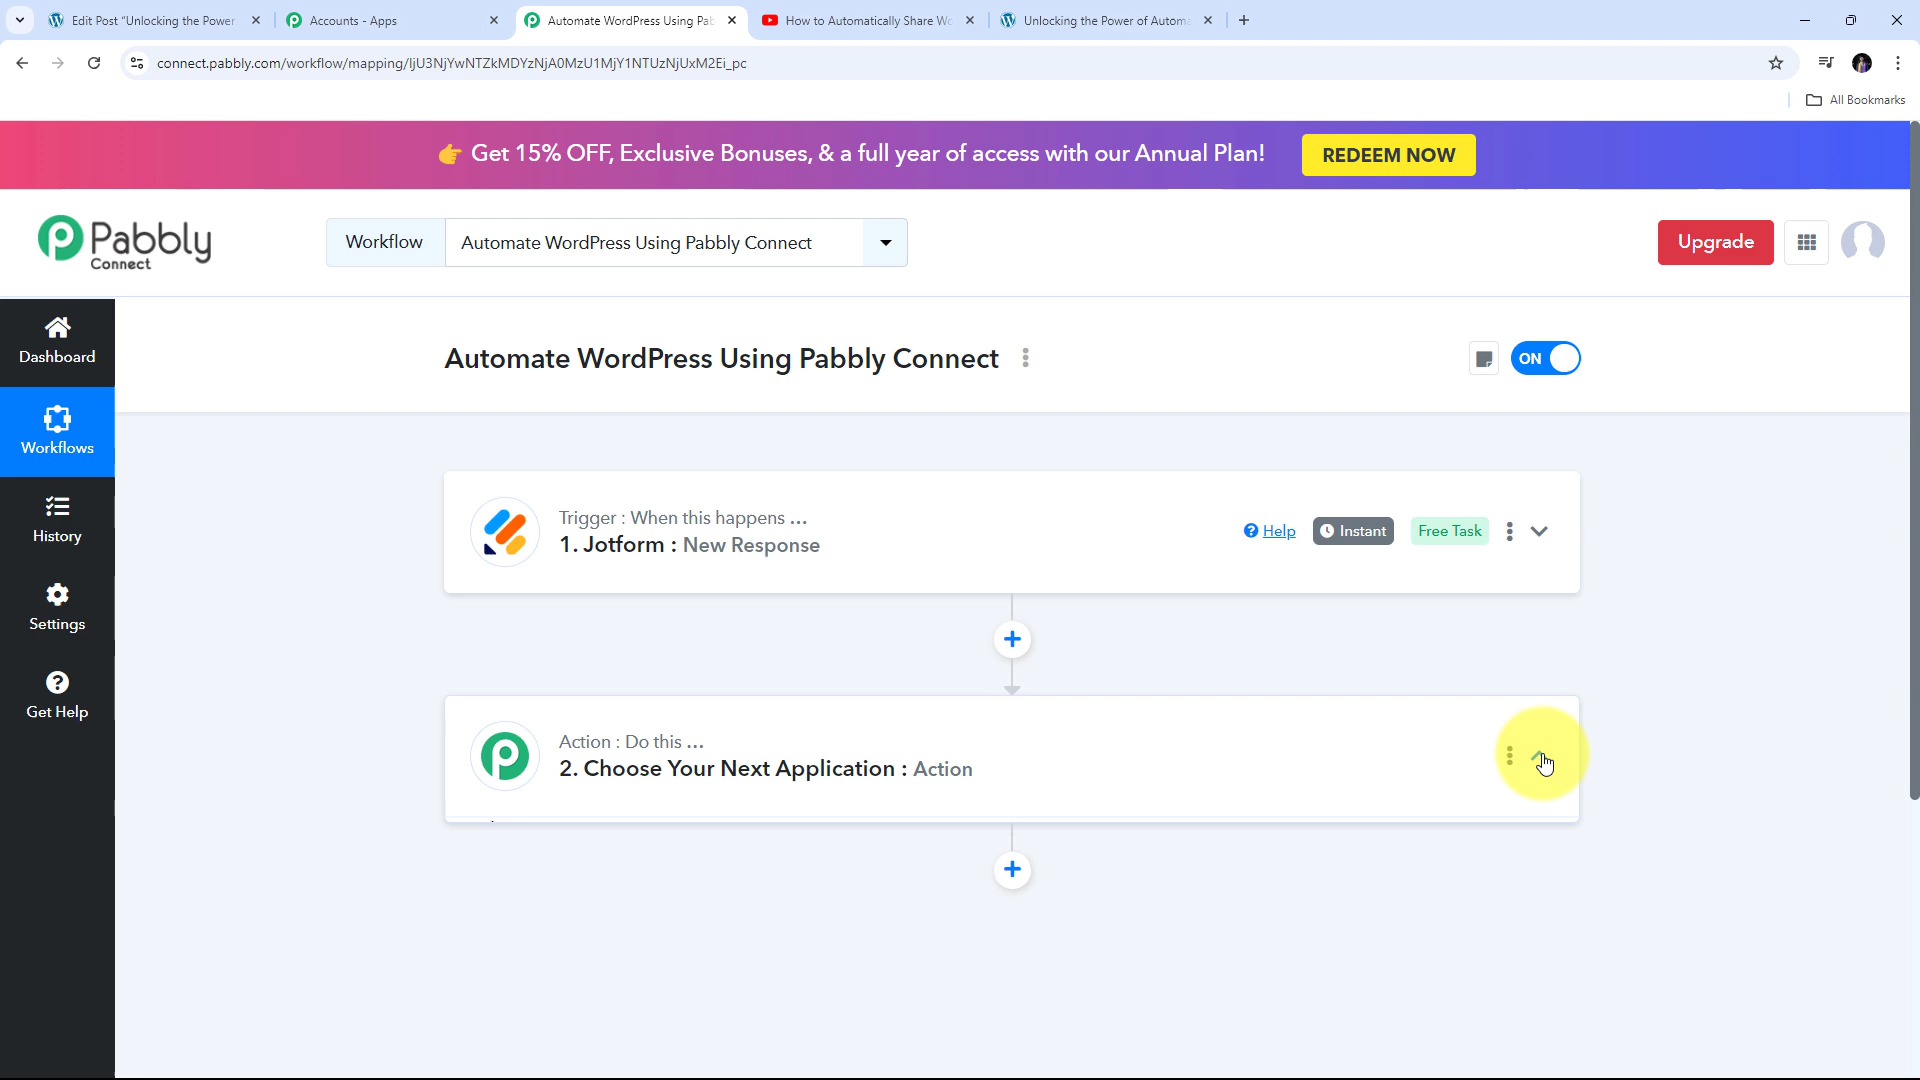 Edit Post "Unlocking the Power
Accounts - Apps
Automate WordPress Using Pab
How to Automatically Share Wo
Unlocking the Power of Automa
connect.pabbly.com/workflow/mapping/IjU3NjYwNTZkMDYzNjA0MzU1MjY1NTUzNjUxM2Ei_pc
All Bookmarks
Get 15% OFF, Exclusive Bonuses, & a full year of access with our Annual Plan!
REDEEM NOW
Pabbly
Connect
Workflow
Automate WordPress Using Pabbly Connect
Upgrade
Dashboard
Workflows
History
Settings
Get Help
Automate WordPress Using Pabbly Connect
ON
Trigger : When this happens ...
1. Jotform : New Response
Help
Instant
Free Task
Action : Do this ...
2. Choose Your Next Application : Action